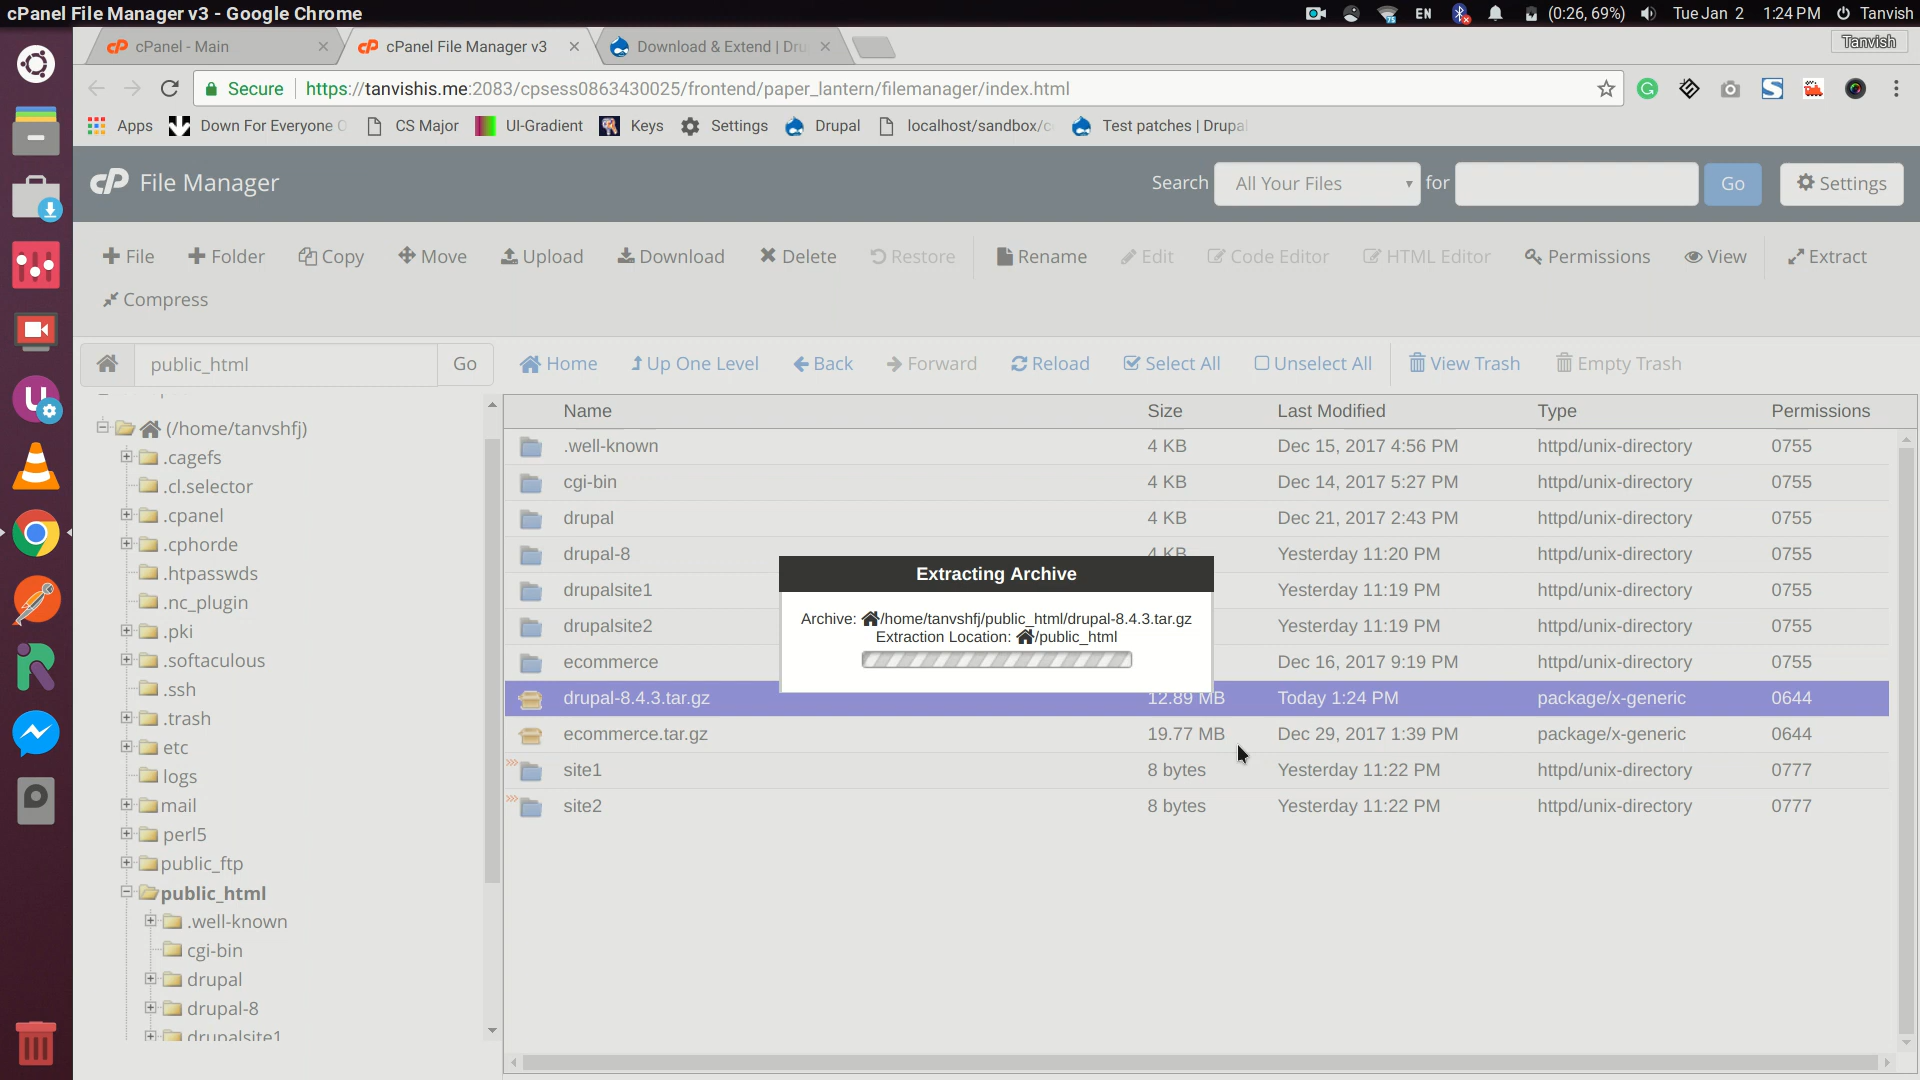 cPanel File Manager v3 - Google Chrome
EN
(0:26, 69%)
Tue Jan 2 1:24 PM
Tanvish
cPanel - Main
cPanel File Manager v3
Download & Extend | Dru
Tanvish
Secure
https://tanvishis.me:2083/cpsess0863430025/frontend/paper_lantern/filemanager/index.html
Apps
Down For Everyone O
CS Major
UI-Gradient
Keys
Settings
Drupal
localhost/sandbox/c
Test patches | Drupal
cP File Manager
Search
All Your Files
for
Go
Settings
File
Folder
Copy
Move
Upload
Download
Delete
Restore
Rename
Edit
Code Editor
HTML Editor
Permissions
View
Extract
Compress
public_html
Go
Home
Up One Level
Back
Forward
Reload
Select All
Unselect All
View Trash
Empty Trash
(/home/tanvshfj)
.cagefs
.cl.selector
.cpanel
.cphorde
.htpasswds
.nc_plugin
.pki
.softaculous
.ssh
.trash
etc
logs
mail
perl5
public_ftp
public_html
.well-known
cgi-bin
drupal
drupal-8
drupalsite1
Name Size Last Modified Type Permissions
.well-known 4 KB Dec 15, 2017 4:56 PM httpd/unix-directory 0755
cgi-bin 4 KB Dec 14, 2017 5:27 PM httpd/unix-directory 0755
drupal 4 KB Dec 21, 2017 2:43 PM httpd/unix-directory 0755
drupal-8 4 KB Yesterday 11:20 PM httpd/unix-directory 0755
drupalsite1 Yesterday 11:19 PM httpd/unix-directory 0755
drupalsite2 Yesterday 11:19 PM httpd/unix-directory 0755
ecommerce Dec 16, 2017 9:19 PM httpd/unix-directory 0755
drupal-8.4.3.tar.gz 12.89 MB Today 1:24 PM package/x-generic 0644
ecommerce.tar.gz 19.77 MB Dec 29, 2017 1:39 PM package/x-generic 0644
site1 8 bytes Yesterday 11:22 PM httpd/unix-directory 0777
site2 8 bytes Yesterday 11:22 PM httpd/unix-directory 0777
Extracting Archive
Archive: /home/tanvshfj/public_html/drupal-8.4.3.tar.gz
Extraction Location: /public_html